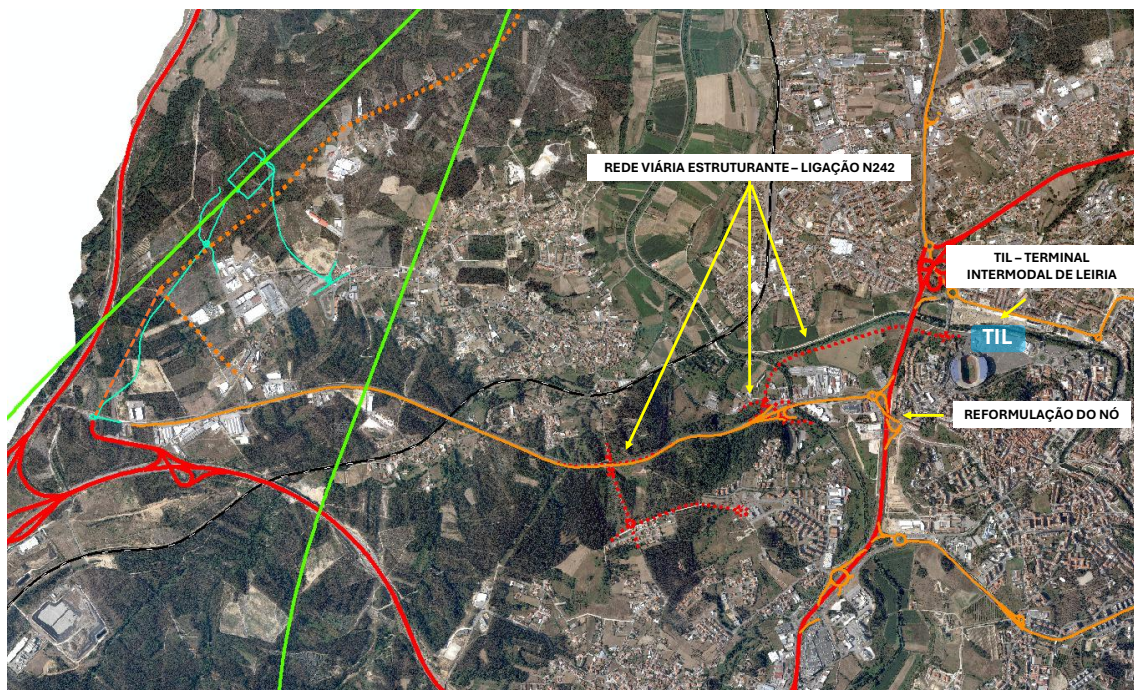 REDE VIÁRIA ESTRUTURANTE – LIGAÇÃO N242
TIL – TERMINAL
INTERMODAL DE LEIRIA
TIL
REFORMULAÇÃO DO NÓ